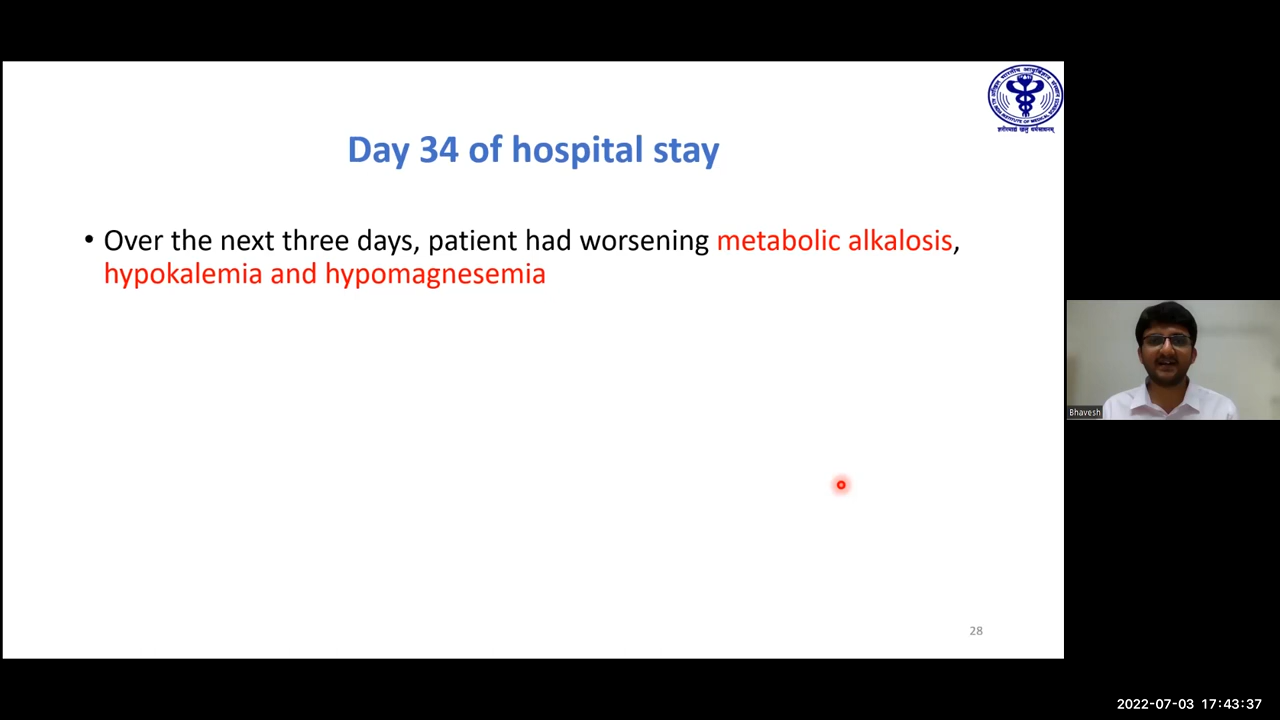 Day 34 of hospital stay
• Over the next three days, patient had worsening metabolic alkalosis,
hypokalemia and hypomagnesemia
Bhavesh
28
2022-07-03 17:43:37